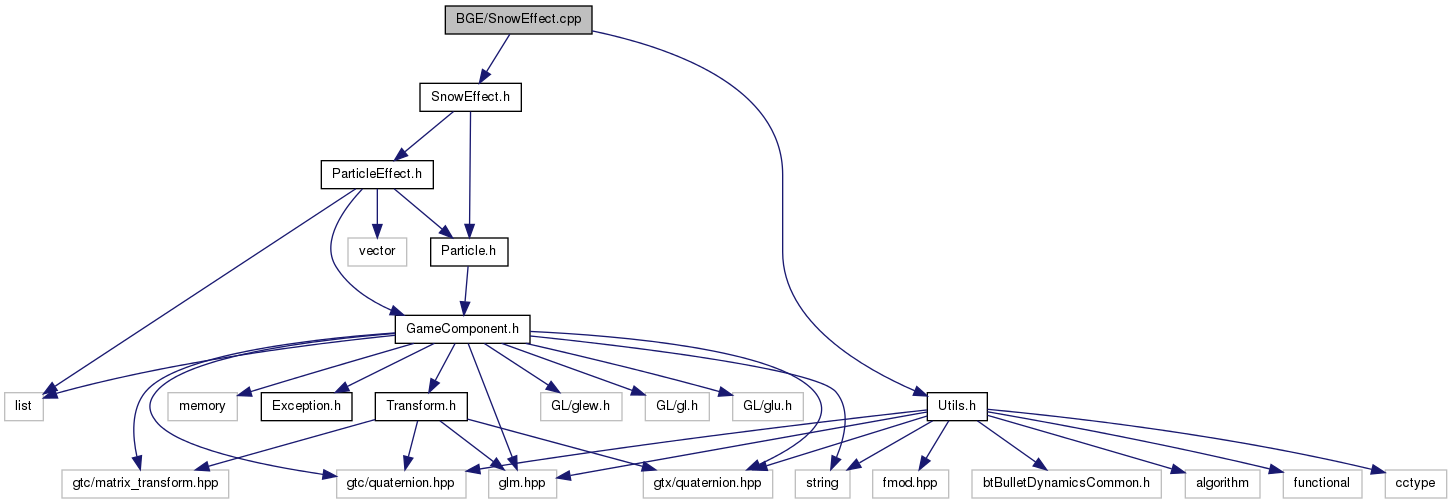 BGE/SnowEffect.cpp
SnowEffect.h
ParticleEffect.h
vector
Particle.h
GameComponent.h
list
memory
Exception.h
Transform.h
GL/glew.h
GL/gl.h
GL/glu.h
Utils.h
gtc/matrix_transform.hpp
gtc/quaternion.hpp
glm.hpp
gtx/quaternion.hpp
string
fmod.hpp
btBulletDynamicsCommon.h
algorithm
functional
cctype